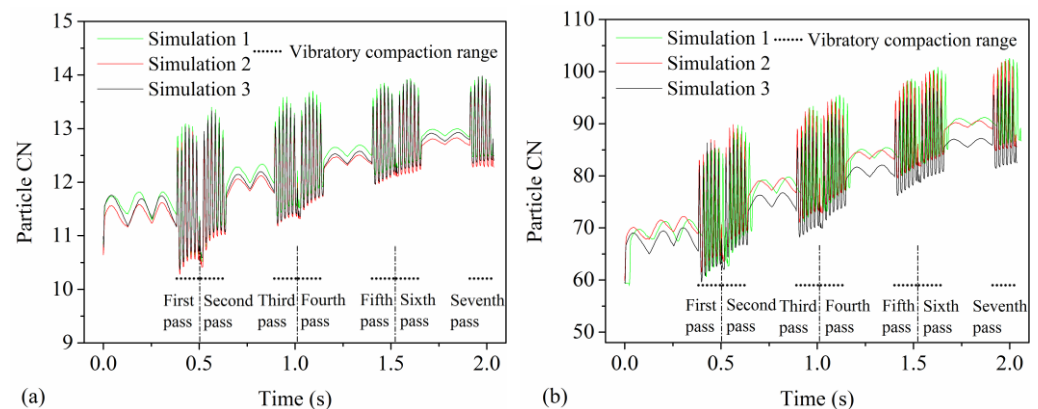 15
14
13
12
11
10
9
Particle CN
Simulation 1
Simulation 2
Simulation 3
Vibratory compaction range
First pass
Second pass
Third pass
Fourth pass
Fifth pass
Sixth pass
Seventh pass
0.0 0.5 1.0 1.5 2.0
Time (s)
(a)
110
100
90
80
70
60
50
Particle CN
Simulation 1
Simulation 2
Simulation 3
Vibratory compaction range
First pass
Second pass
Third pass
Fourth pass
Fifth pass
Sixth pass
Seventh pass
0.0 0.5 1.0 1.5 2.0
Time (s)
(b)